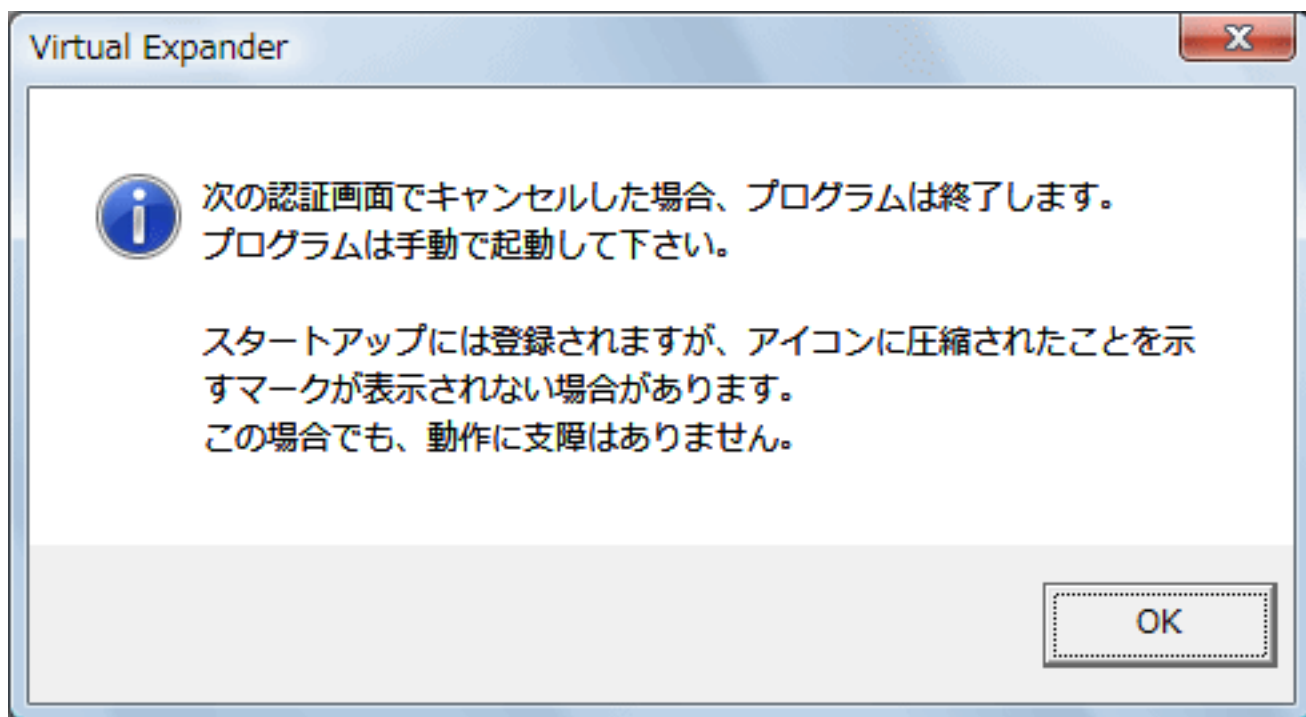 Virtual Expander
次の認証画面でキャンセルした場合、プログラムは終了します。
プログラムは手動で起動して下さい。
スタートアップには登録されますが、アイコンに圧縮されたことを示
すマークが表示されない場合があります。
この場合でも、動作に支障はありません。
OK